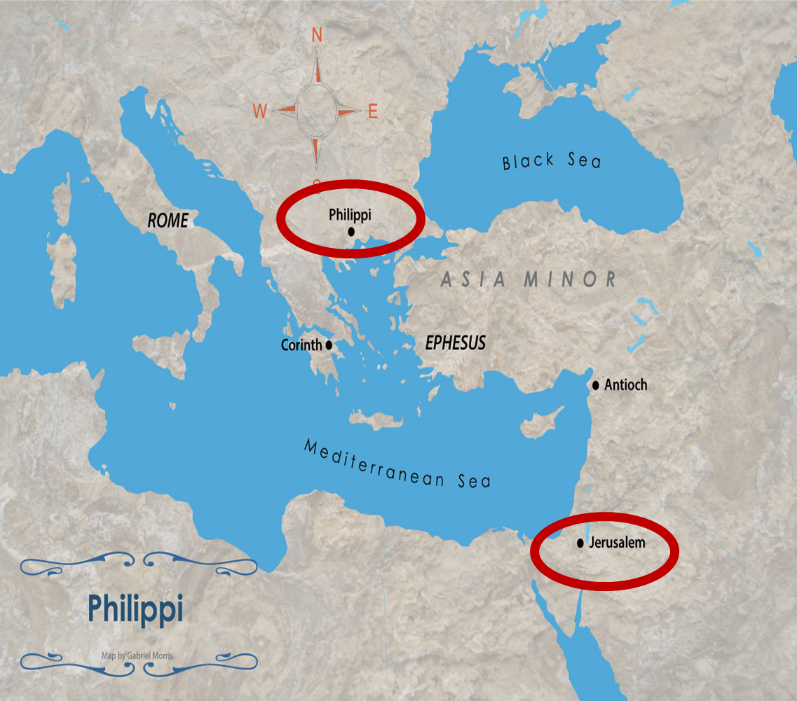 N
W
E
S
Black Sea
Philippi
ROME
ASIA MINOR
Corinth
EPHESUS
Antioch
Mediterranean Sea
Jerusalem
Philippi
Map by Gabriel Morris